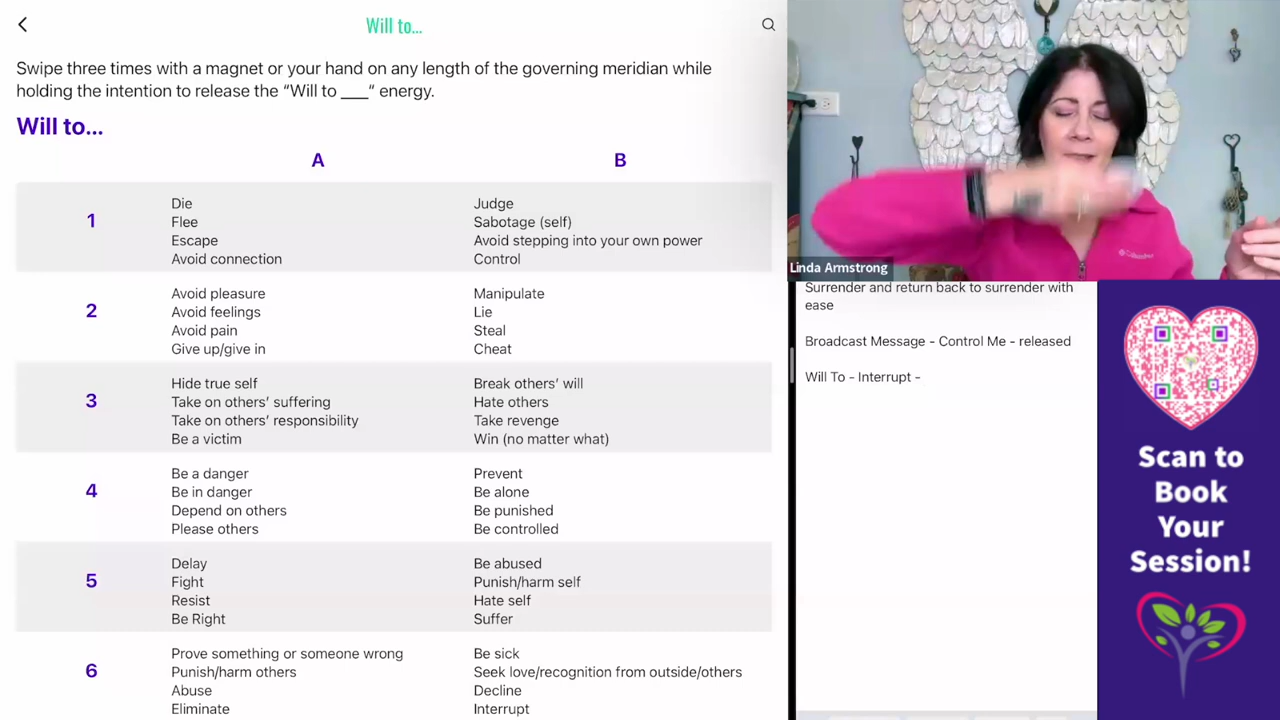 Will to...
Swipe three times with a magnet or your hand on any length of the governing meridian while
holding the intention to release the “Will to ___“ energy.
Will to...
A B
1
Die Judge
Flee Sabotage (self)
Escape Avoid stepping into your own power
Avoid connection Control
2
Avoid pleasure Manipulate
Avoid feelings Lie
Avoid pain Steal
Give up/give in Cheat
3
Hide true self Break others’ will
Take on others’ suffering Hate others
Take on others’ responsibility Take revenge
Be a victim Win (no matter what)
4
Be a danger Prevent
Be in danger Be alone
Depend on others Be punished
Please others Be controlled
5
Delay Be abused
Fight Punish/harm self
Resist Hate self
Be Right Suffer
6
Prove something or someone wrong Be sick
Punish/harm others Seek love/recognition from outside/others
Abuse Decline
Eliminate Interrupt
Columbia
Linda Armstrong
Surrender and return back to surrender with
ease
Broadcast Message - Control Me - released
Will To - Interrupt -
Scan to
Book
Your
Session!